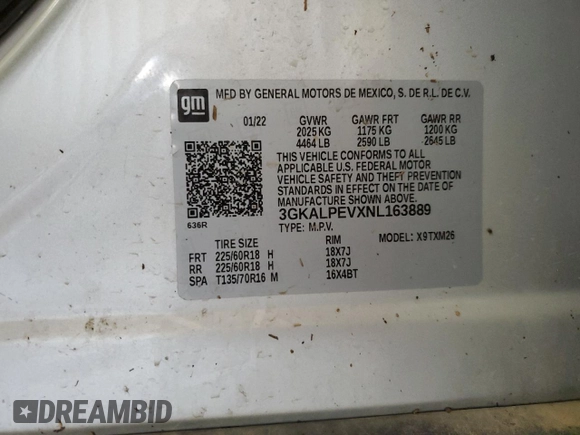 gm
MFD BY GENERAL MOTORS DE MEXICO, S. DE R.L. DE C.V.
01/22 GVWR GAWR FRT GAWR RR
2025 KG 1175 KG 1200 KG
4464 LB 2590 LB 2645 LB
THIS VEHICLE CONFORMS TO ALL
APPLICABLE U.S. FEDERAL MOTOR
VEHICLE SAFETY AND THEFT PREVENTION
STANDARDS IN EFFECT ON THE DATE OF
MANUFACTURE SHOWN ABOVE.
3GKALPEVXNL163889
636R
TYPE: M.P.V. MODEL: X9TXM26
TIRE SIZE RIM
FRT 225/60R18 H 18X7J
RR 225/60R18 H 18X7J
SPA T135/70R16 M 16X4BT
DREAMBID